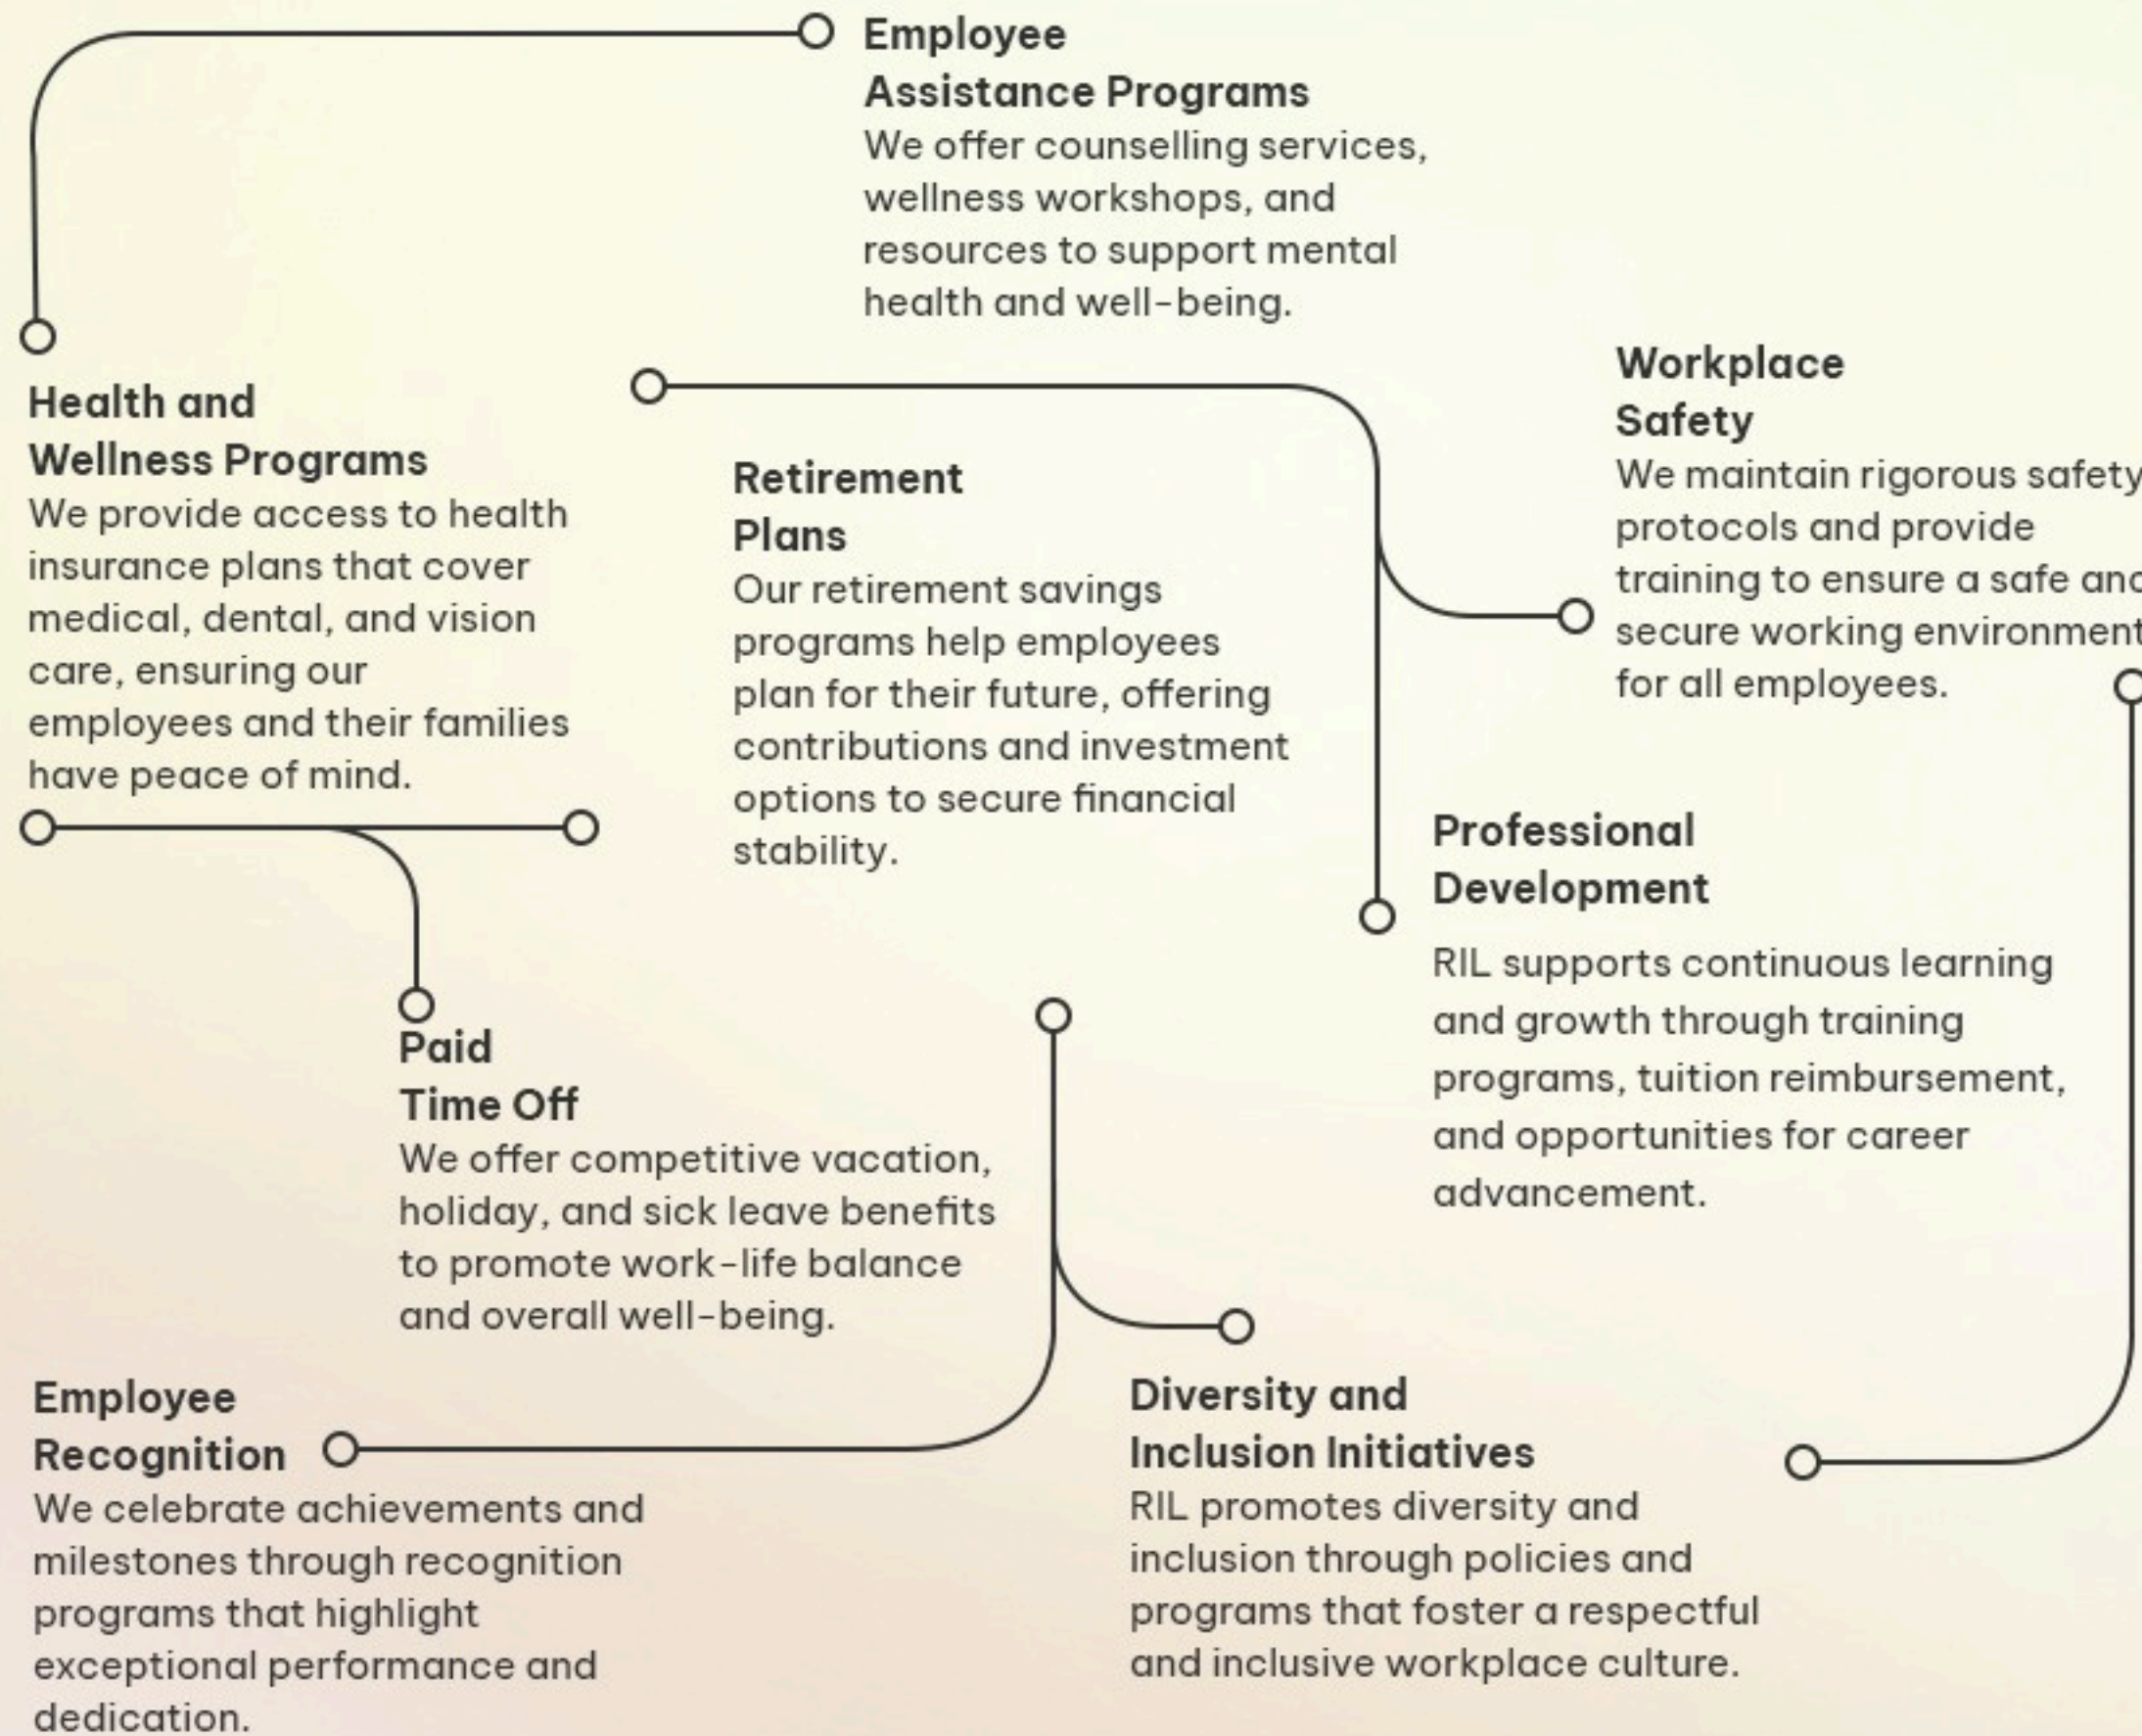 Employee
Assistance Programs
We offer counselling services,
wellness workshops, and
resources to support mental
health and well-being.
Health and
Wellness Programs
We provide access to health
insurance plans that cover
medical, dental, and vision
care, ensuring our
employees and their families
have peace of mind.
Retirement
Plans
Our retirement savings
programs help employees
plan for their future, offering
contributions and investment
options to secure financial
stability.
Workplace
Safety
We maintain rigorous safety
protocols and provide
training to ensure a safe and
secure working environment
for all employees.
Professional
Development
RIL supports continuous learning
and growth through training
programs, tuition reimbursement,
and opportunities for career
advancement.
Paid
Time Off
We offer competitive vacation,
holiday, and sick leave benefits
to promote work-life balance
and overall well-being.
Employee
Recognition
We celebrate achievements and
milestones through recognition
programs that highlight
exceptional performance and
dedication.
Diversity and
Inclusion Initiatives
RIL promotes diversity and
inclusion through policies and
programs that foster a respectful
and inclusive workplace culture.